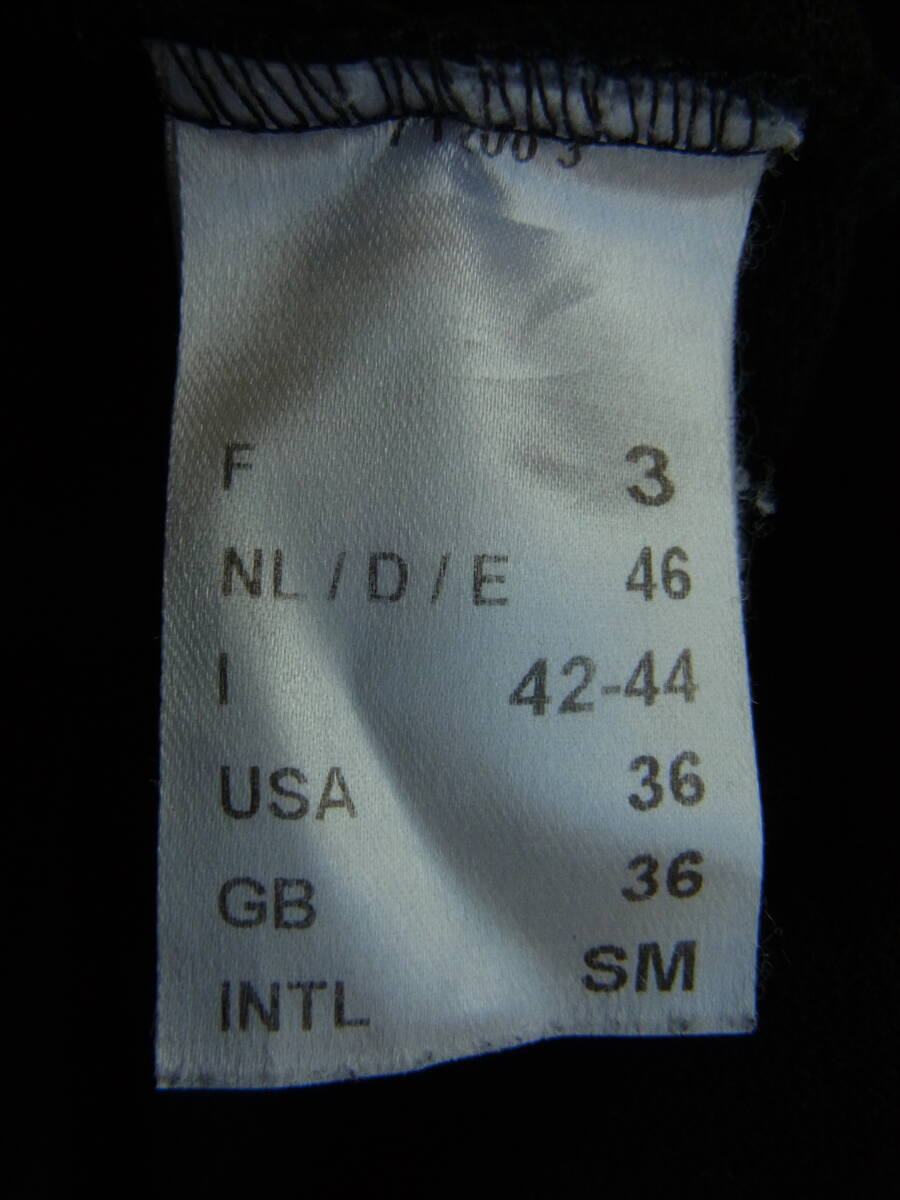 F 3
NL / D / E 46
I 42-44
USA 36
GB 36
INTL SM